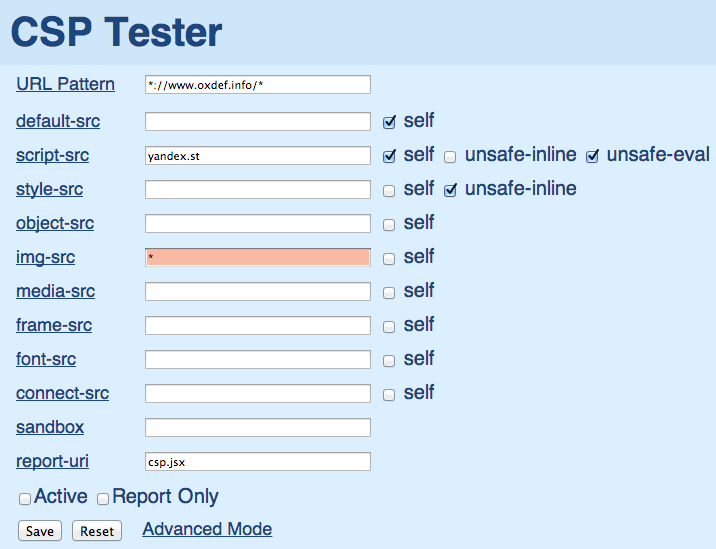 CSP Tester
URL Pattern *://www.oxdef.info/*
default-src self
script-src yandex.st self unsafe-inline unsafe-eval
style-src self unsafe-inline
object-src self
img-src * self
media-src self
frame-src self
font-src self
connect-src self
sandbox
report-uri csp.jsx
Active Report Only
Save Reset Advanced Mode